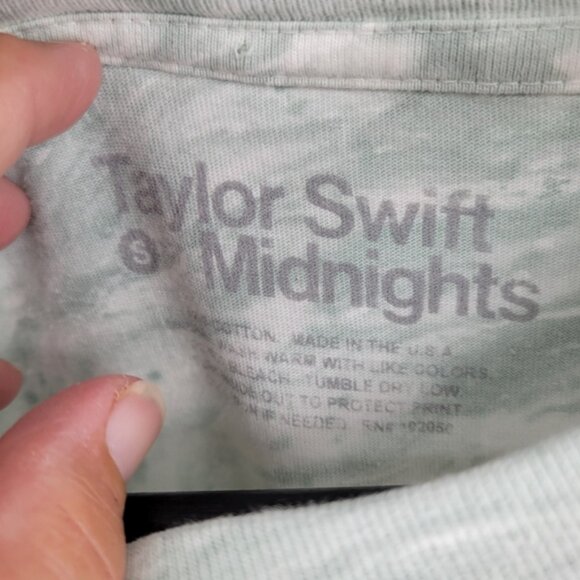 Taylor Swift
S Midnights
COTTON. MADE IN THE U.S.A
WASH WARM WITH LIKE COLORS.
BLEACH. TUMBLE DRY LOW
OUT TO PROTECT PRINT
IF NEEDED.